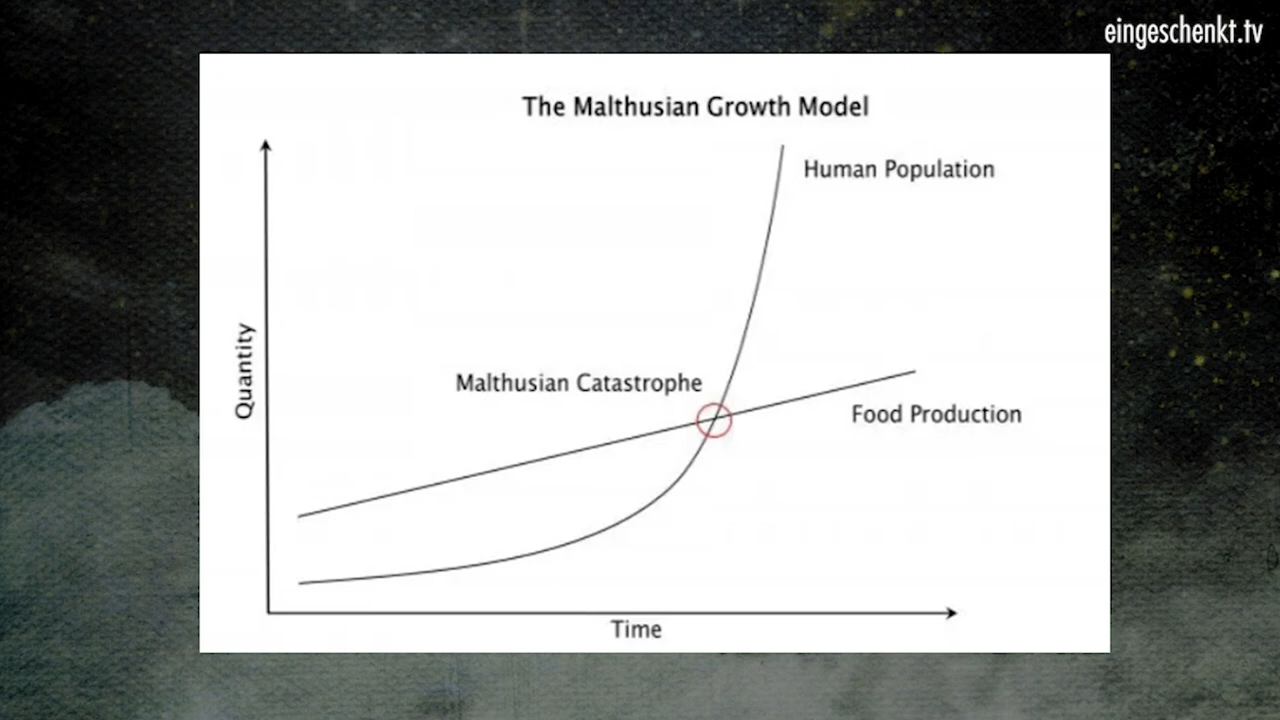 eingeschenkt.tv
The Malthusian Growth Model
Human Population
Malthusian Catastrophe
Food Production
Quantity
Time